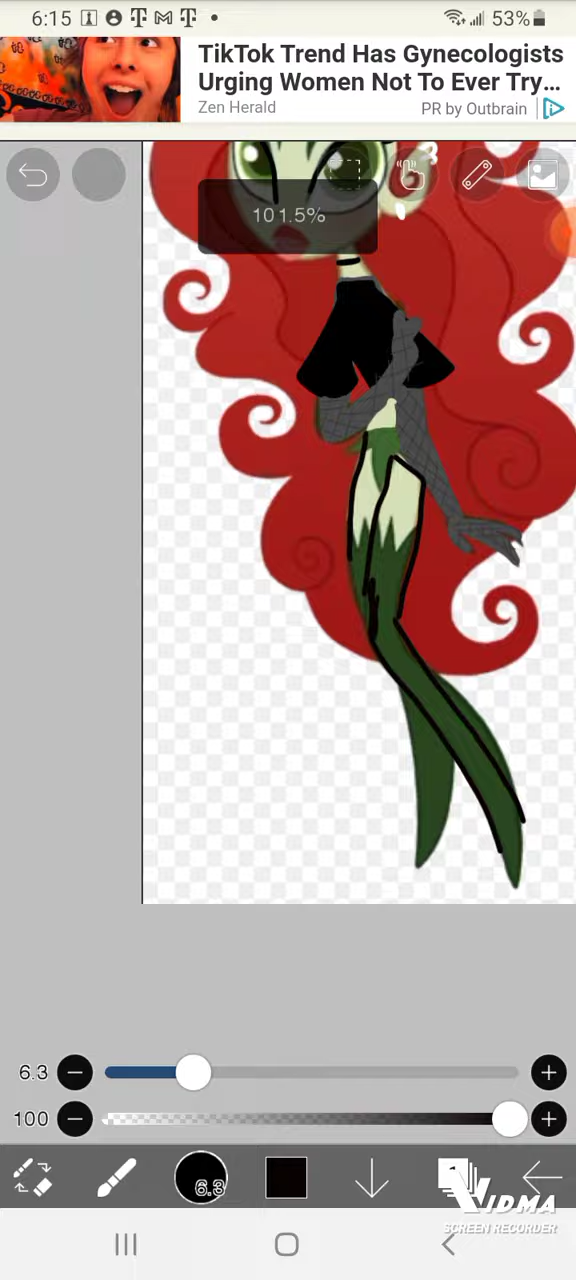 6:15
53%
TikTok Trend Has Gynecologists
Urging Women Not To Ever Try...
Zen Herald
PR by Outbrain
101.5%
6.3
100
6.3
1
VIDMA
SCREEN RECORDER